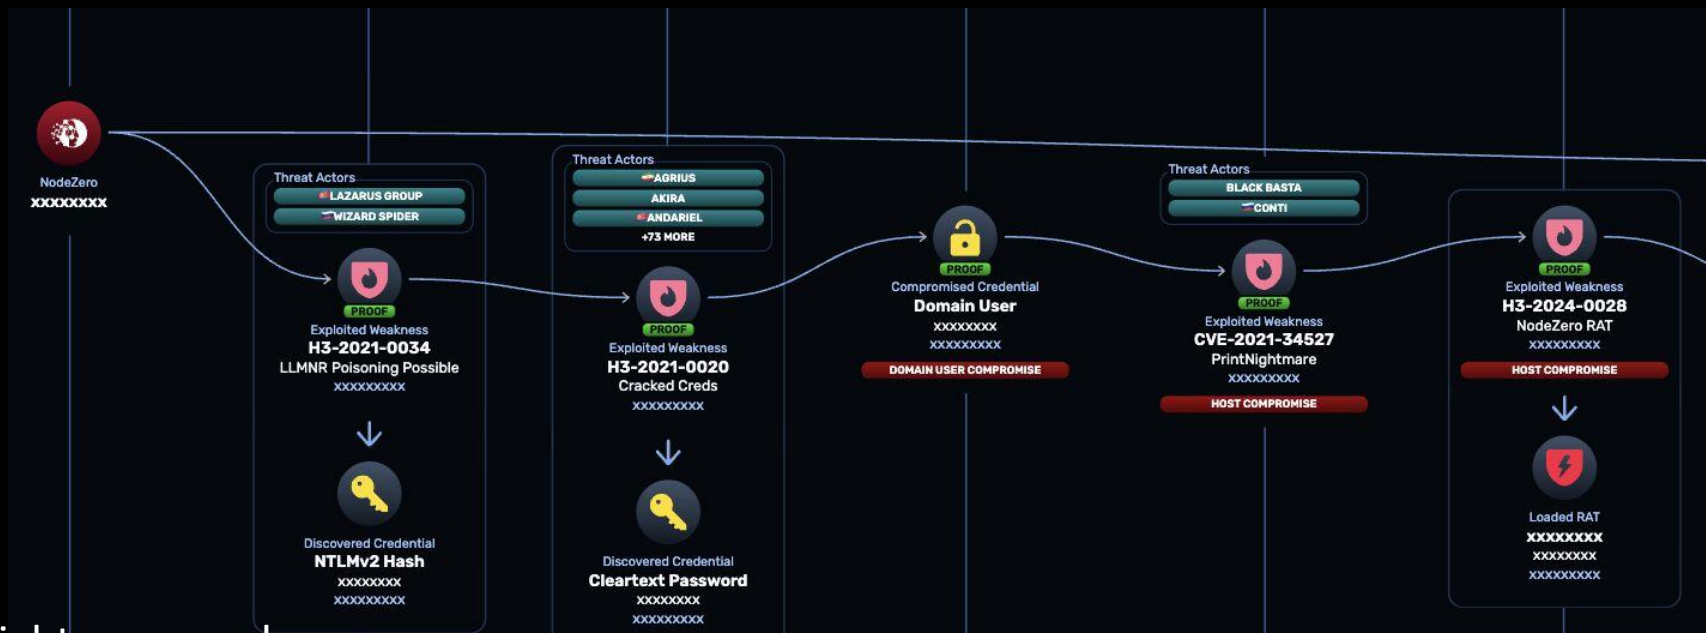 NodeZero
XXXXXXXX
Threat Actors
LAZARUS GROUP
WIZARD SPIDER
PROOF
Exploited Weakness
H3-2021-0034
LLMNR Poisoning Possible
XXXXXXXXX
Discovered Credential
NTLMv2 Hash
XXXXXXXX
XXXXXXXXX
Threat Actors
AGRIUS
AKIRA
ANDARIEL
+73 MORE
PROOF
Exploited Weakness
H3-2021-0020
Cracked Creds
XXXXXXXXX
Discovered Credential
Cleartext Password
XXXXXXXX
XXXXXXXXX
PROOF
Compromised Credential
Domain User
XXXXXXXX
XXXXXXXXX
DOMAIN USER COMPROMISE
Threat Actors
BLACK BASTA
CONTI
PROOF
Exploited Weakness
CVE-2021-34527
PrintNightmare
XXXXXXXXX
HOST COMPROMISE
PROOF
Exploited Weakness
H3-2024-0028
NodeZero RAT
XXXXXXXXX
HOST COMPROMISE
Loaded RAT
XXXXXXXX
XXXXXXXX
XXXXXXXXX